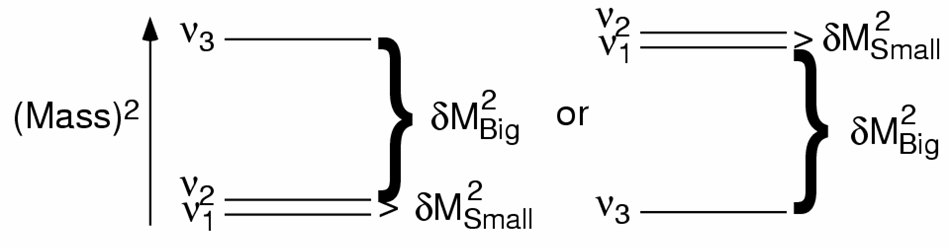 ν₃
(Mass)²
δM²Big
ν₂
ν₁
> δM²Small
or
ν₂
ν₁
> δM²Small
δM²Big
ν₃